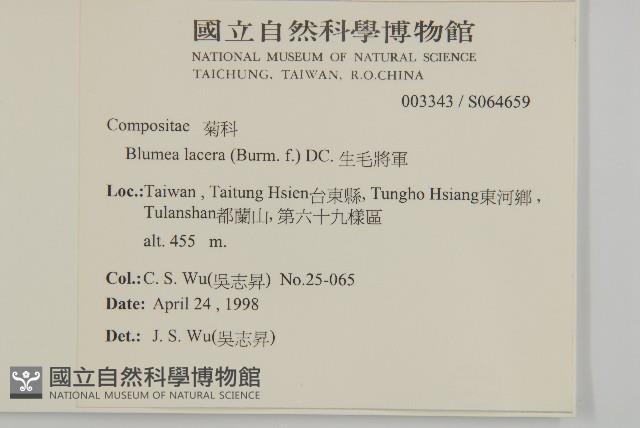 國立自然科學博物館
NATIONAL MUSEUM OF NATURAL SCIENCE
TAICHUNG, TAIWAN, R.O.CHINA
003343 / S064659
Compositae 菊科
Blumea lacera (Burm. f.) DC. 生毛將軍
Loc.:Taiwan , Taitung Hsien台東縣, Tungho Hsiang東河鄉 ,
Tulanshan都蘭山, 第六十九樣區
alt. 455 m.
Col.:C. S. Wu(吳志昇) No.25-065
Date: April 24 , 1998
Det.: J. S. Wu(吳志昇)
國立自然科學博物館
NATIONAL MUSEUM OF NATURAL SCIENCE